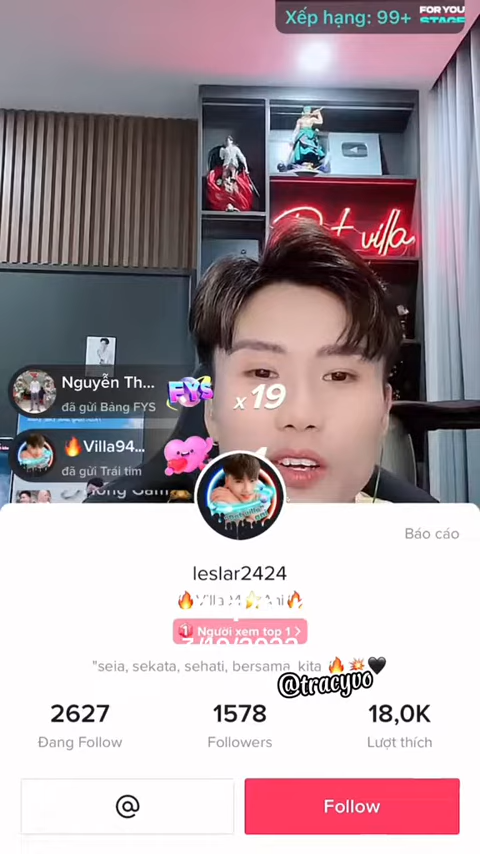 Xếp hạng: 99+
FOR YOU
STAGE
villa
Nguyễn Th...
đã gửi Bảng FYS
FYS
x 19
🔥Villa94...
đã gửi Trái tim
Báo cáo
leslar2424
Người xem top 1 >
"seia, sekata, sehati, bersama, kita 🔥💥🖤
@tracyvo
2627
1578
18,0K
Đang Follow
Followers
Lượt thích
@
Follow